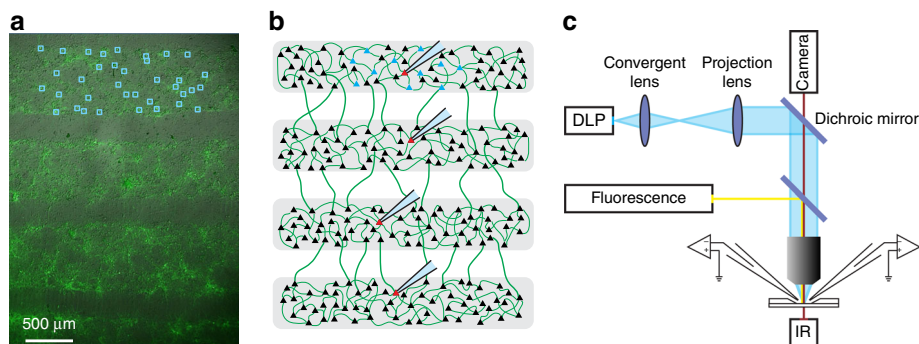 a
500 μm
b
c
Convergent
lens
Projection
lens
Camera
DLP
Dichroic mirror
Fluorescence
−
+
−
+
IR